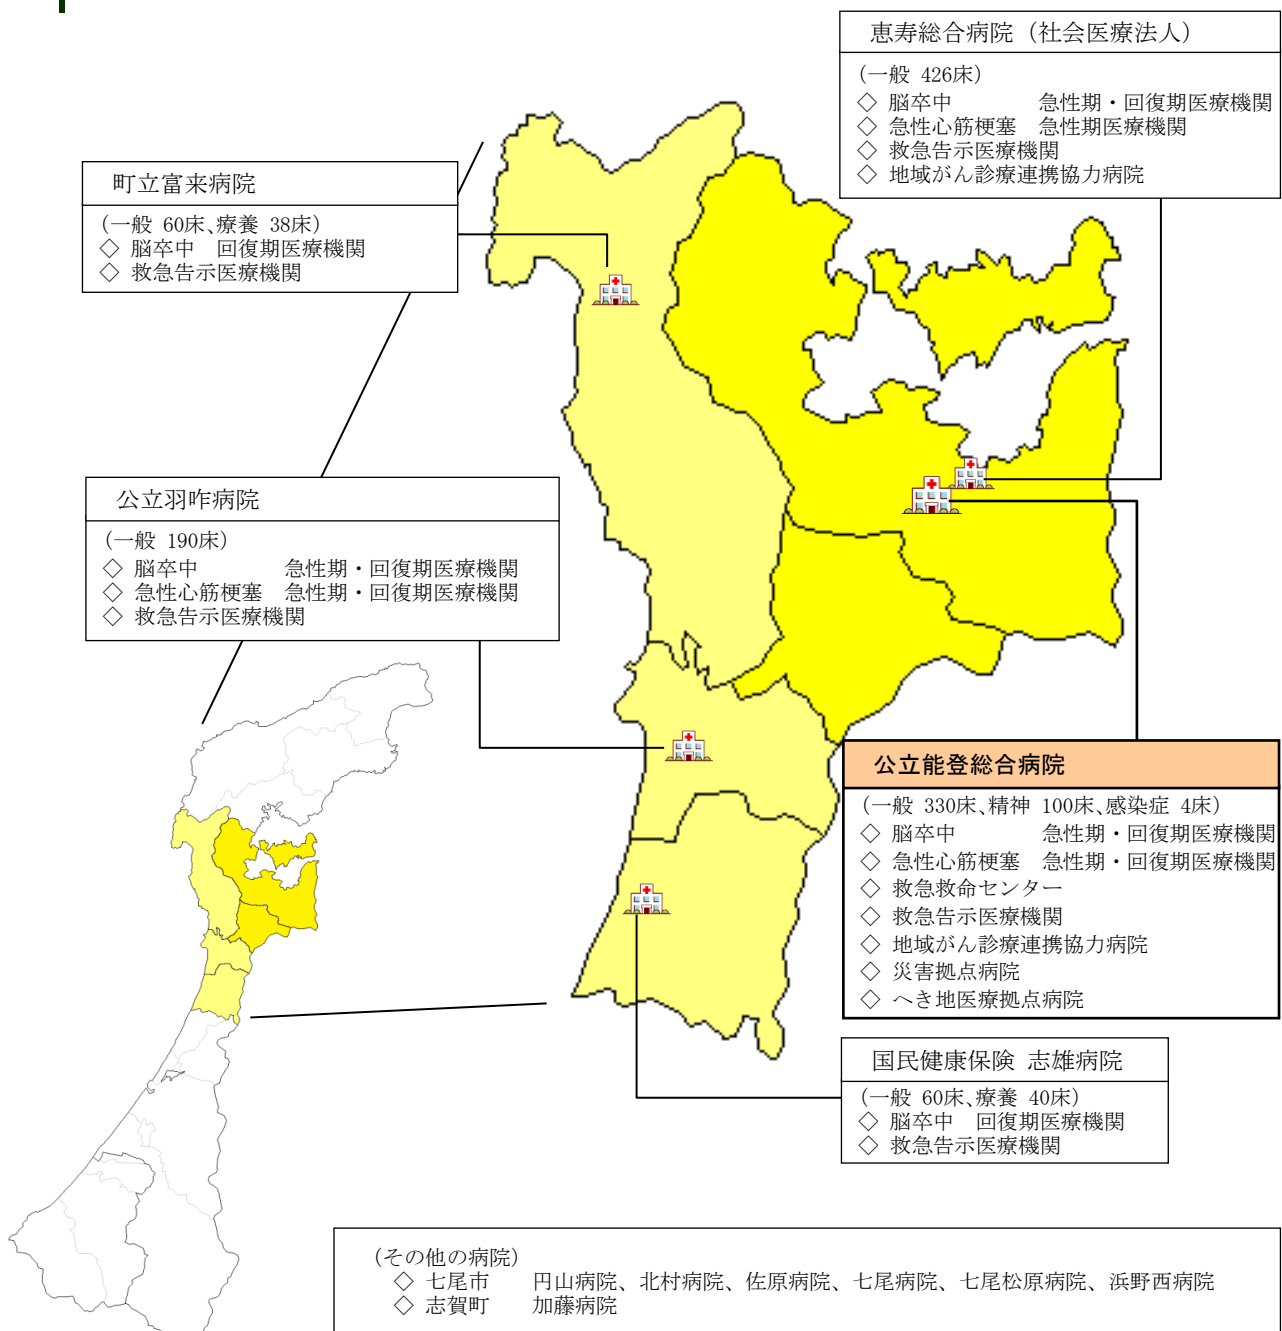 恵寿総合病院（社会医療法人）
（一般 426床）
◇ 脳卒中　急性期・回復期医療機関
◇ 急性心筋梗塞　急性期医療機関
◇ 救急告示医療機関
◇ 地域がん診療連携協力病院
町立富来病院
（一般 60床、療養 38床）
◇ 脳卒中　回復期医療機関
◇ 救急告示医療機関
公立羽咋病院
（一般 190床）
◇ 脳卒中　急性期・回復期医療機関
◇ 急性心筋梗塞　急性期・回復期医療機関
◇ 救急告示医療機関
公立能登総合病院
（一般 330床、精神 100床、感染症 4床）
◇ 脳卒中　急性期・回復期医療機関
◇ 急性心筋梗塞　急性期・回復期医療機関
◇ 救急救命センター
◇ 救急告示医療機関
◇ 地域がん診療連携協力病院
◇ 災害拠点病院
◇ へき地医療拠点病院
国民健康保険 志雄病院
（一般 60床、療養 40床）
◇ 脳卒中　回復期医療機関
◇ 救急告示医療機関
（その他の病院）
◇ 七尾市　円山病院、北村病院、佐原病院、七尾病院、七尾松原病院、浜野西病院
◇ 志賀町　加藤病院